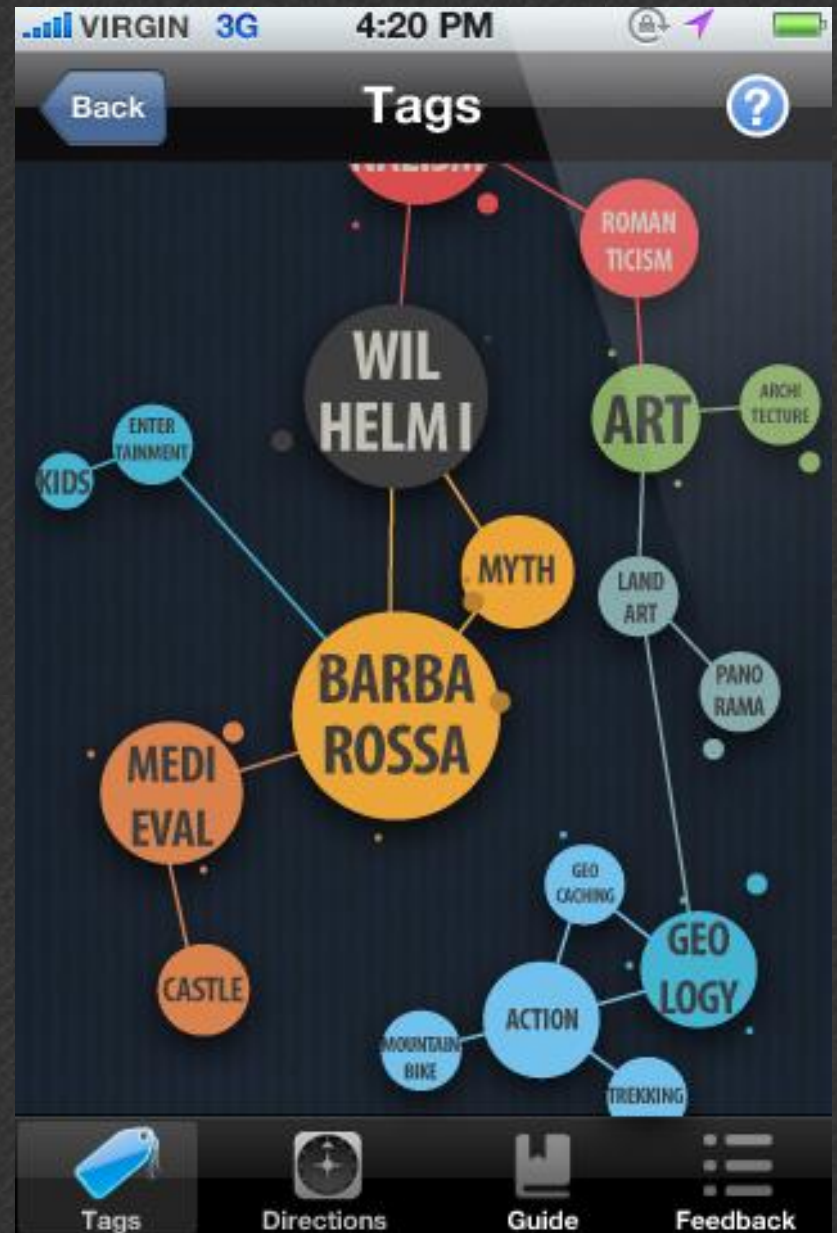 VIRGIN 3G 4:20 PM
Back Tags ?
ROMAN
TICISM
WIL
HELM I
ART
ARCHI
TECTURE
ENTER
TAINMENT
KIDS
MYTH
LAND
ART
PANO
RAMA
BARBA
ROSSA
MEDI
EVAL
GEO
CACHING
GEO
LOGY
CASTLE
ACTION
MOUNTAIN
BIKE
TREKKING
Tags Directions Guide Feedback